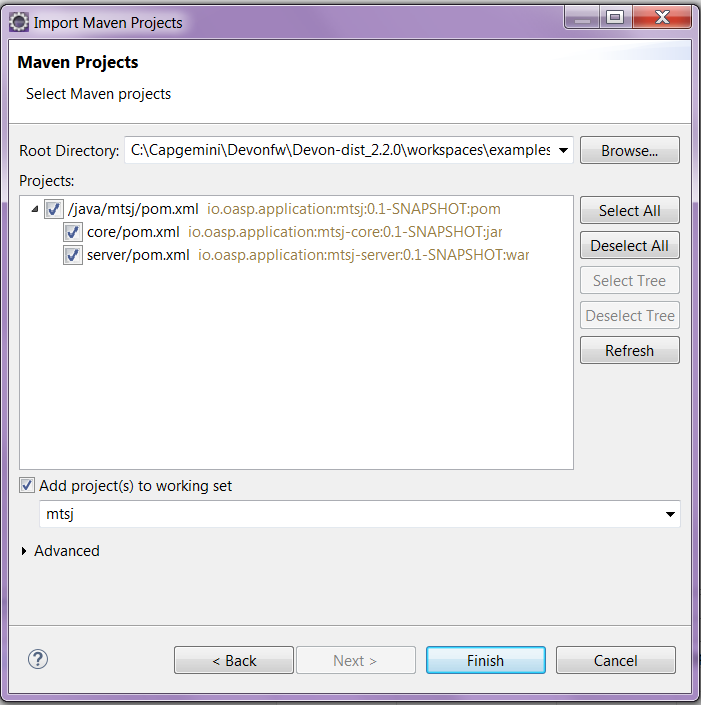 Import Maven Projects
Maven Projects
Select Maven projects
Root Directory: C:\Capgemini\Devonfw\Devon-dist_2.2.0\workspaces\examples Browse...
Projects:
/java/mtsj/pom.xml io.oasp.application:mtsj:0.1-SNAPSHOT:pom Select All
core/pom.xml io.oasp.application:mtsj-core:0.1-SNAPSHOT:jar
Deselect All
server/pom.xml io.oasp.application:mtsj-server:0.1-SNAPSHOT:war
Select Tree
Deselect Tree
Refresh
Add project(s) to working set
mtsj
Advanced
? < Back Next > Finish Cancel